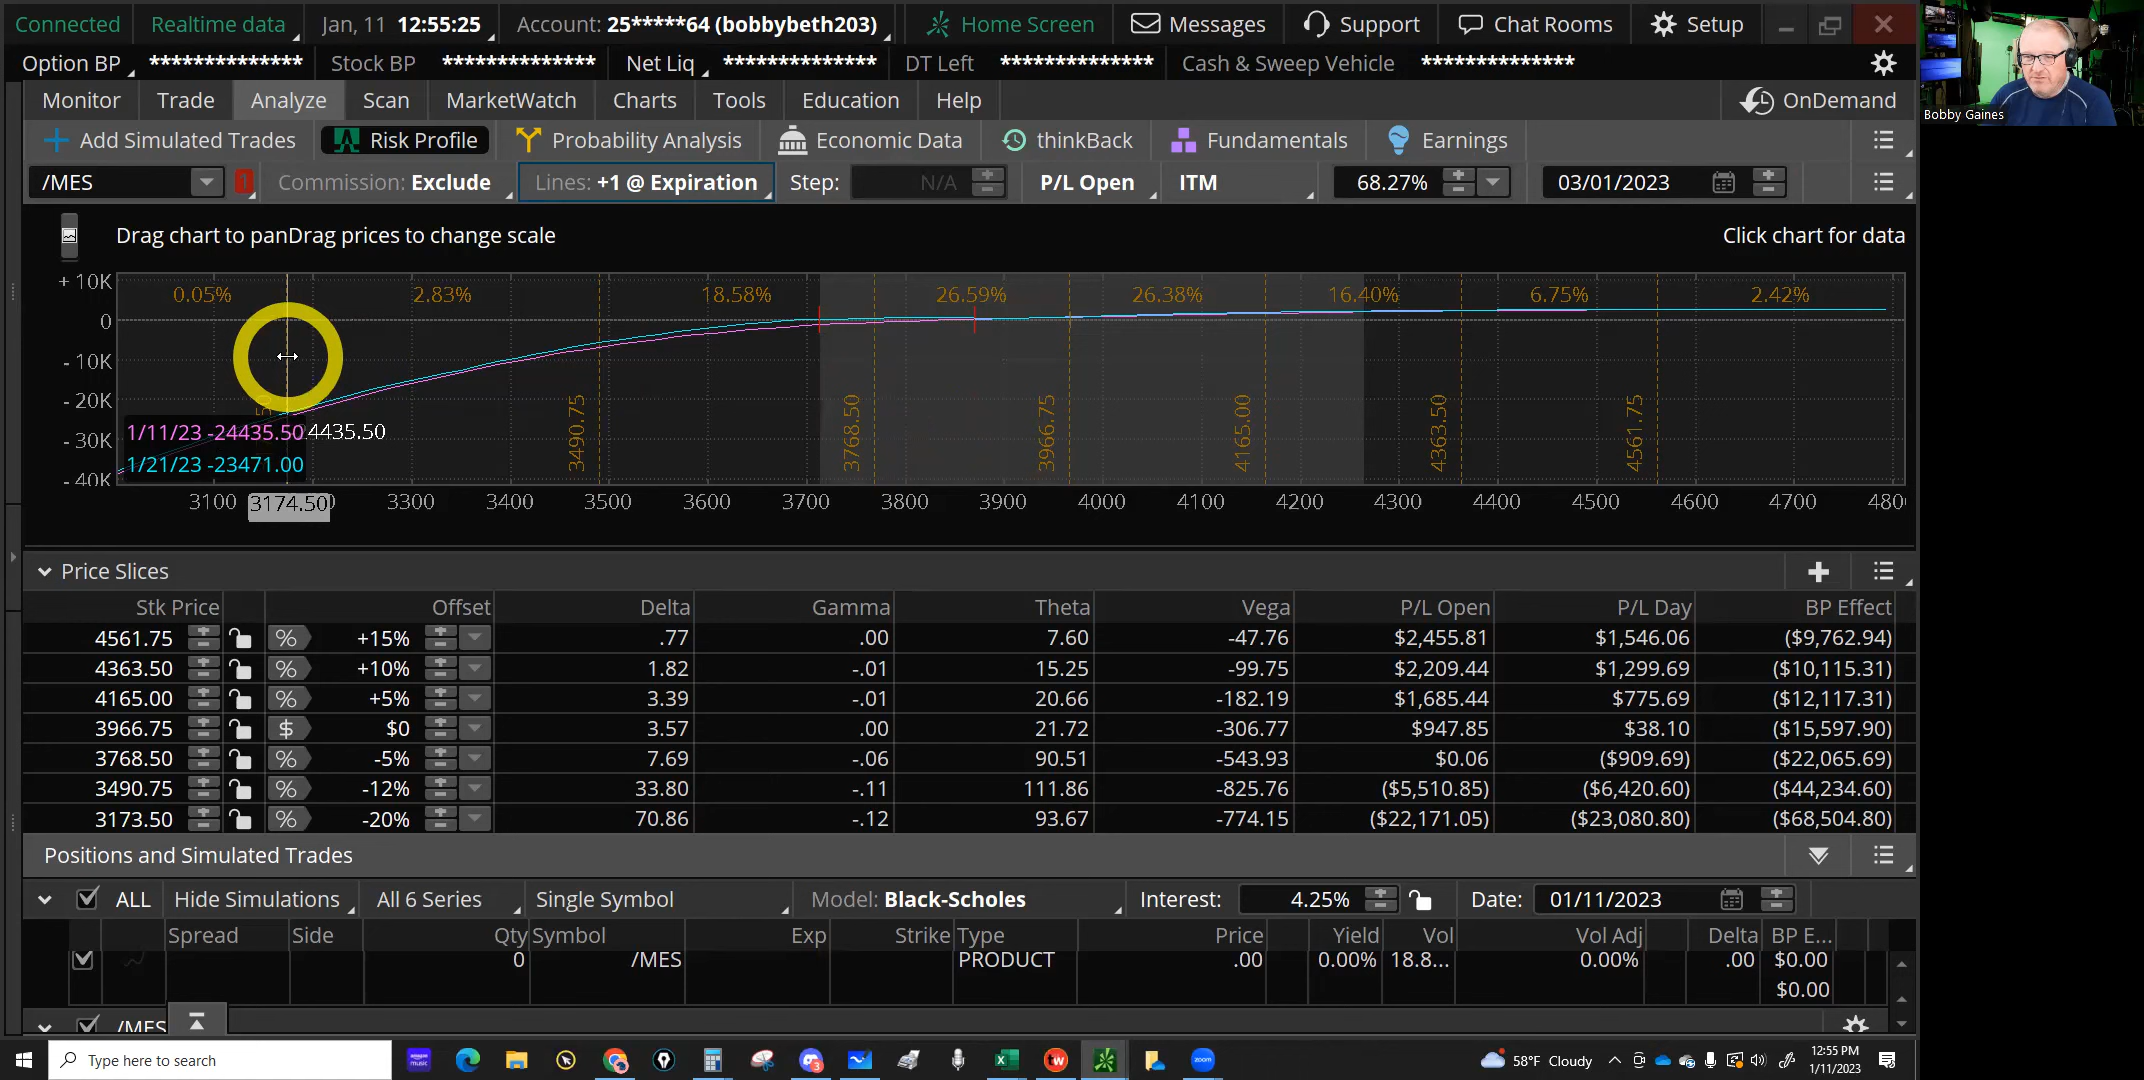 Connected Realtime data Jan, 11 12:55:25 Account: 25*****64 (bobbybeth203) Home Screen Messages Support Chat Rooms Setup
Option BP ************** Stock BP ************** Net Liq ************** DT Left ************** Cash & Sweep Vehicle **************
Bobby Gaines
Monitor Trade Analyze Scan MarketWatch Charts Tools Education Help OnDemand
Add Simulated Trades Risk Profile Probability Analysis Economic Data thinkBack Fundamentals Earnings
/MES 1 Commission: Exclude Lines: +1 @ Expiration Step: N/A P/L Open ITM 68.27% 03/01/2023
Drag chart to panDrag prices to change scale Click chart for data
+ 10K 0.05% 2.83% 18.58% 26.59% 26.38% 16.40% 6.75% 2.42%
0
- 10K
- 20K
- 30K
- 40K
3490.75 3768.50 3966.75 4165.00 4363.50 4561.75
1/11/23 -24435.50 4435.50
1/21/23 -23471.00
3100 3174.50 3300 3400 3500 3600 3700 3800 3900 4000 4100 4200 4300 4400 4500 4600 4700 480
Price Slices
Stk Price Offset Delta Gamma Theta Vega P/L Open P/L Day BP Effect
4561.75 % +15% .77 .00 7.60 -47.76 $2,455.81 $1,546.06 ($9,762.94)
4363.50 % +10% 1.82 -.01 15.25 -99.75 $2,209.44 $1,299.69 ($10,115.31)
4165.00 % +5% 3.39 -.01 20.66 -182.19 $1,685.44 $775.69 ($12,117.31)
3966.75 $ $0 3.57 .00 21.72 -306.77 $947.85 $38.10 ($15,597.90)
3768.50 % -5% 7.69 -.06 90.51 -543.93 $0.06 ($909.69) ($22,065.69)
3490.75 % -12% 33.80 -.11 111.86 -825.76 ($5,510.85) ($6,420.60) ($44,234.60)
3173.50 % -20% 70.86 -.12 93.67 -774.15 ($22,171.05) ($23,080.80) ($68,504.80)
Positions and Simulated Trades
ALL Hide Simulations All 6 Series Single Symbol Model: Black-Scholes Interest: 4.25% Date: 01/11/2023
Spread Side Qty Symbol Exp Strike Type Price Yield Vol Vol Adj Delta BP E...
0 /MES PRODUCT .00 0.00% 18.8... 0.00% .00 $0.00
$0.00
/MES
Type here to search 3 58°F Cloudy 12:55 PM
1/11/2023